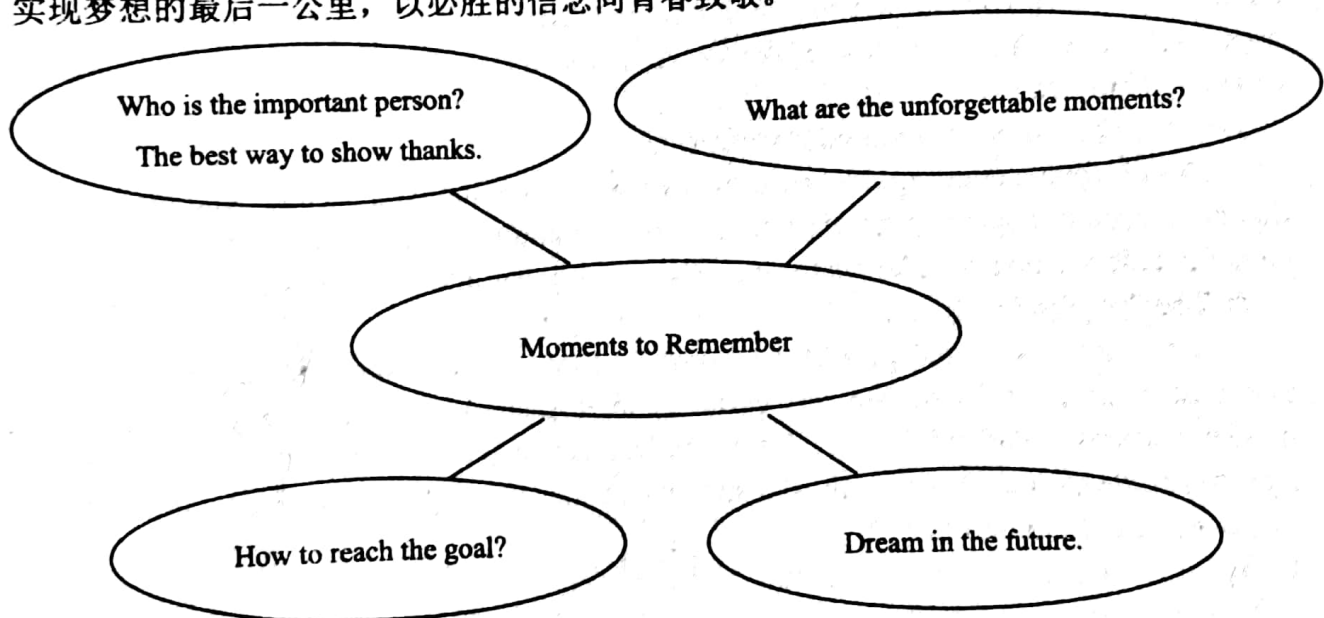 实现梦想的最后一公里，以必胜的信念向青春致敬。
Who is the important person?
The best way to show thanks.
What are the unforgettable moments?
Moments to Remember
How to reach the goal?
Dream in the future.